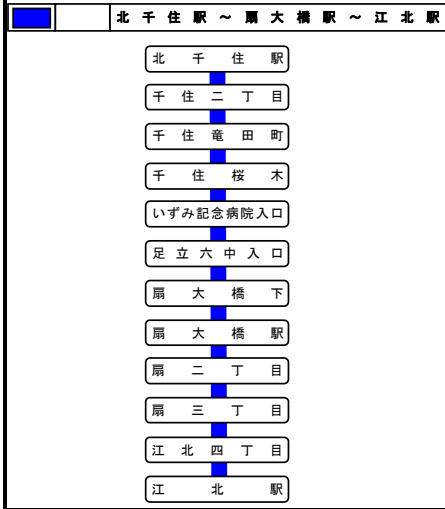 北千住駅～扇大橋駅～江北駅
北千住駅
千住二丁目
千住竜田町
千住桜木
いずみ記念病院入口
足立六中入口
扇大橋下
扇大橋駅
扇二丁目
扇三丁目
江北四丁目
江北駅